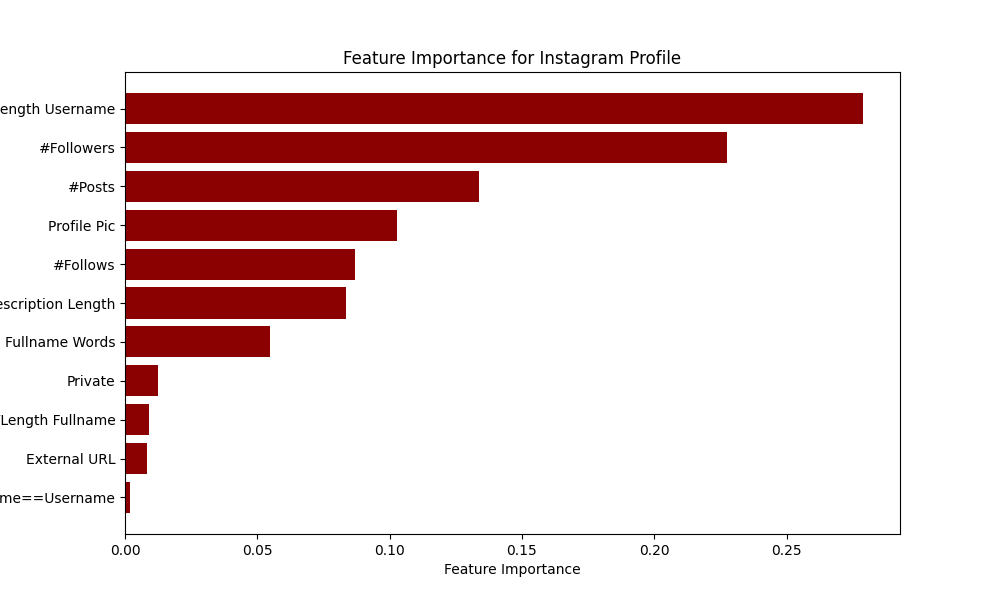 Feature Importance for Instagram Profile
ength Username
#Followers
#Posts
Profile Pic
#Follows
escription Length
Fullname Words
Private
Length Fullname
External URL
me==Username
0.00 0.05 0.10 0.15 0.20 0.25
Feature Importance